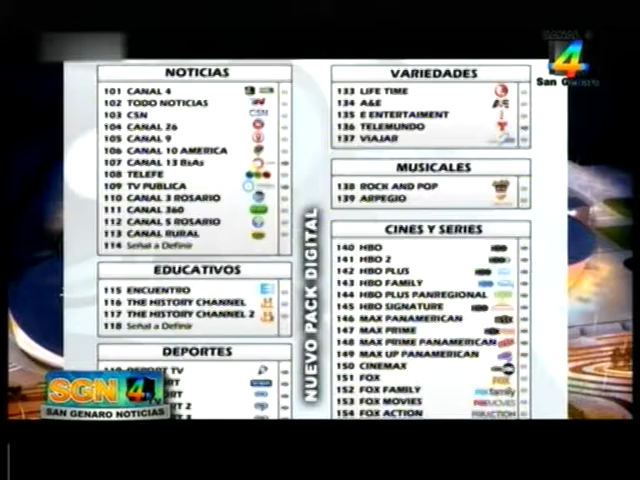 CANAL 4
4
San Genaro
NOTICIAS
101 CANAL 4
102 TODO NOTICIAS
103 C5N
104 CANAL 26
105 CANAL 9
106 CANAL 10 AMERICA
107 CANAL 13 BsAs
108 TELEFE
109 TV PUBLICA
110 CANAL 3 ROSARIO
111 CANAL 360
112 CANAL 5 ROSARIO
113 CANAL RURAL
114 Señal a Definir
EDUCATIVOS
115 ENCUENTRO
116 THE HISTORY CHANNEL
117 THE HISTORY CHANNEL 2
118 Señal a Definir
DEPORTES
NUEVO PACK DIGITAL
VARIEDADES
133 LIFE TIME
134 A&E
135 E ENTERTAIMENT
136 TELEMUNDO
137 VIAJAR
MUSICALES
138 ROCK AND POP
139 ARPEGIO
CINES Y SERIES
140 HBO
141 HBO 2
142 HBO PLUS
143 HBO FAMILY
144 HBO PLUS PANREGIONAL
145 HBO SIGNATURE
146 MAX PANAMERICAN
147 MAX PRIME
148 MAX PRIME PANAMERICAN
149 MAX UP PANAMERICAN
150 CINEMAX
151 FOX
152 FOX FAMILY
153 FOX MOVIES
154 FOX ACTION
SGN 4 TV
SAN GENARO NOTICIAS